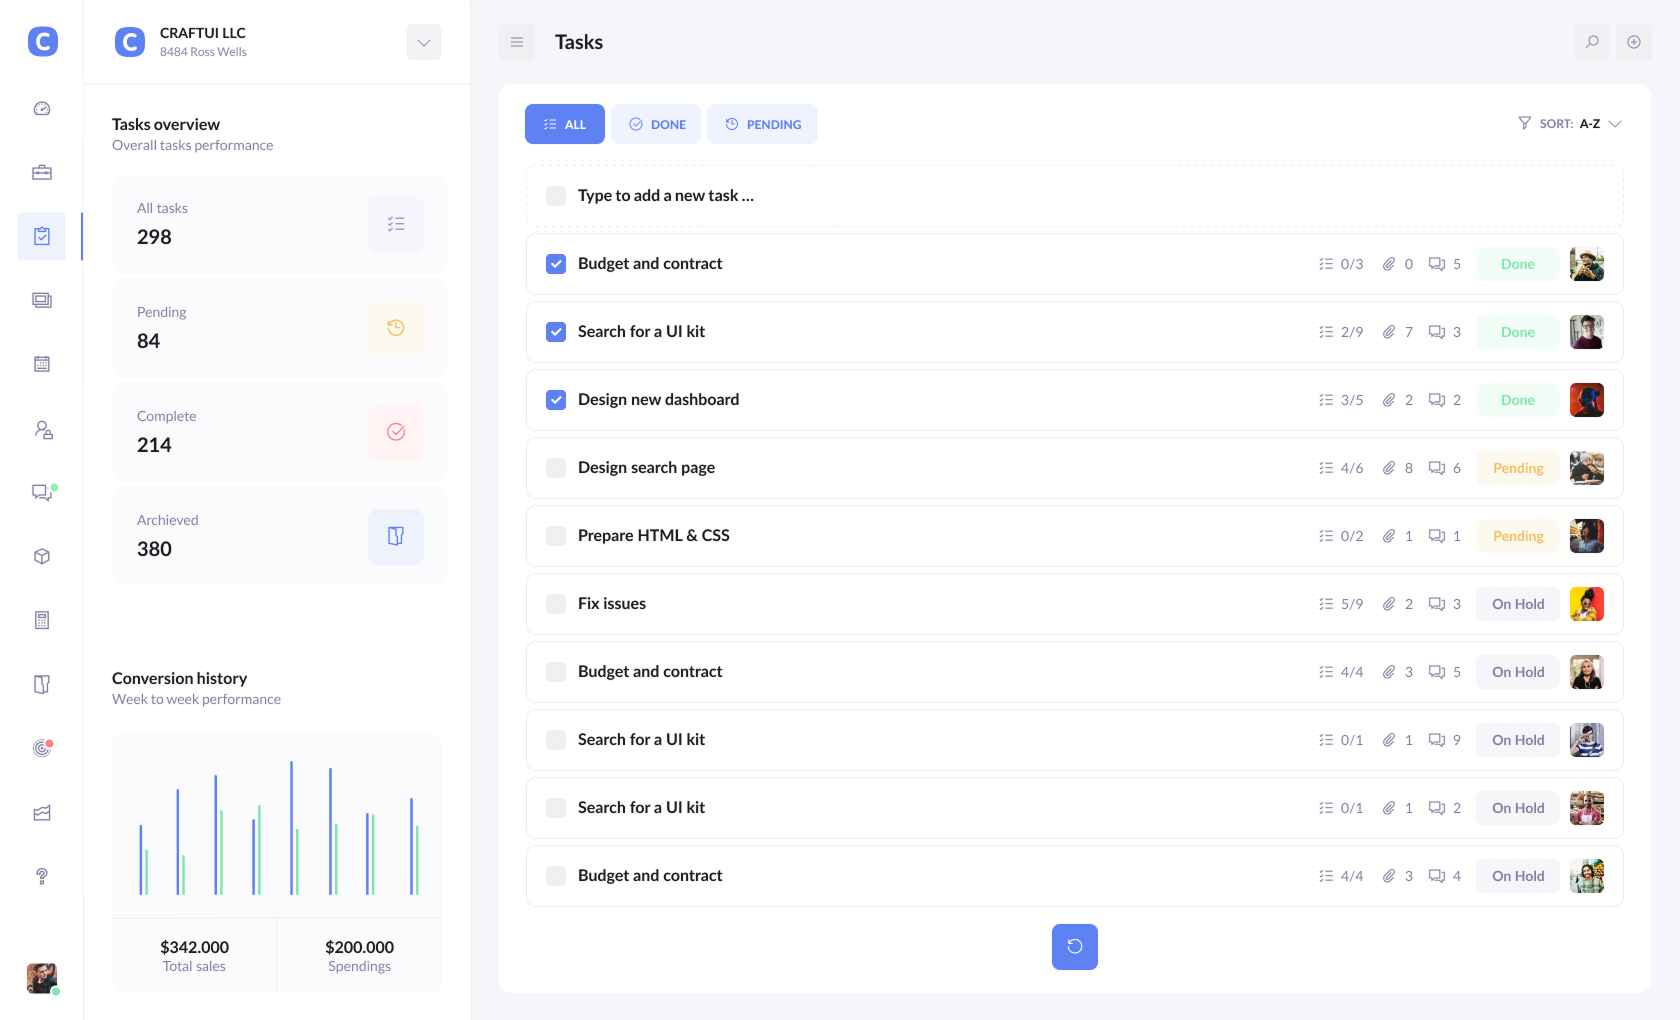 C
C
CRAFTUI LLC
8484 Ross Wells
Tasks
Tasks overview
Overall tasks performance
All tasks
298
Pending
84
Complete
214
Archieved
380
Conversion history
Week to week performance
$342.000
Total sales
$200.000
Spendings
ALL
DONE
PENDING
SORT: A-Z
Type to add a new task ...
Budget and contract 0/3 0 5 Done
Search for a UI kit 2/9 7 3 Done
Design new dashboard 3/5 2 2 Done
Design search page 4/6 8 6 Pending
Prepare HTML & CSS 0/2 1 1 Pending
Fix issues 5/9 2 3 On Hold
Budget and contract 4/4 3 5 On Hold
Search for a UI kit 0/1 1 9 On Hold
Search for a UI kit 0/1 1 2 On Hold
Budget and contract 4/4 3 4 On Hold